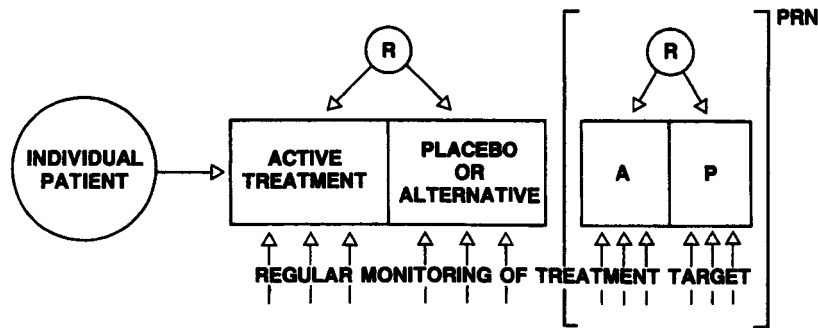 PRN
R
R
INDIVIDUAL
PATIENT
ACTIVE
TREATMENT
PLACEBO
OR
ALTERNATIVE
A
P
REGULAR MONITORING OF TREATMENT TARGET